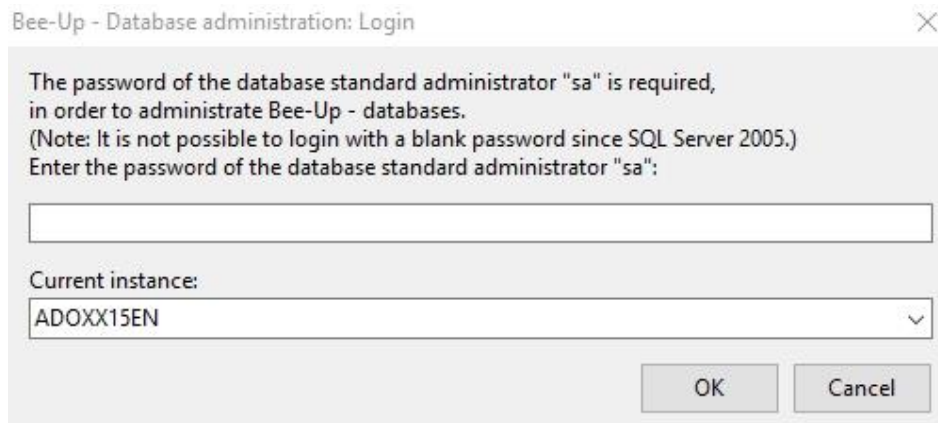 Bee-Up - Database administration: Login
The password of the database standard administrator "sa" is required,
in order to administrate Bee-Up - databases.
(Note: It is not possible to login with a blank password since SQL Server 2005.)
Enter the password of the database standard administrator "sa":
Current instance:
ADOXX15EN
OK Cancel